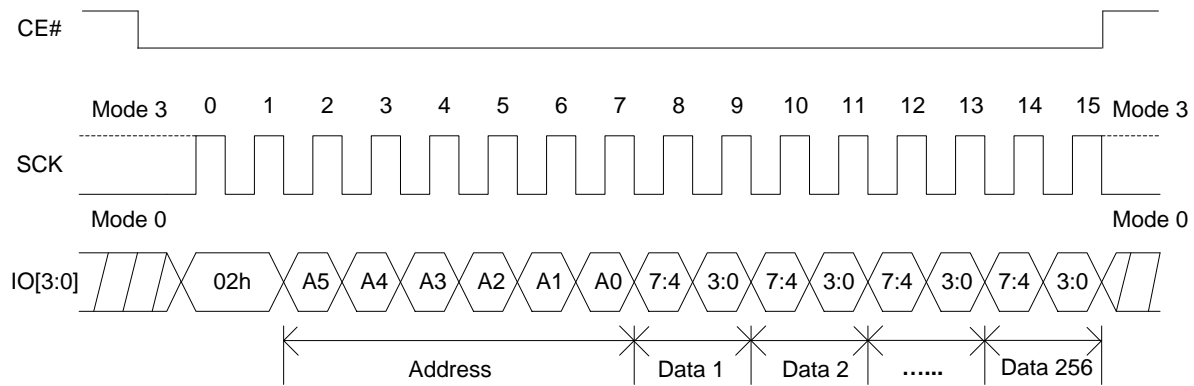 CE#
Mode 3 0 1 2 3 4 5 6 7 8 9 10 11 12 13 14 15 Mode 3
SCK
Mode 0 Mode 0
IO[3:0] 02h A5 A4 A3 A2 A1 A0 7:4 3:0 7:4 3:0 7:4 3:0 7:4 3:0
Address Data 1 Data 2 …... Data 256